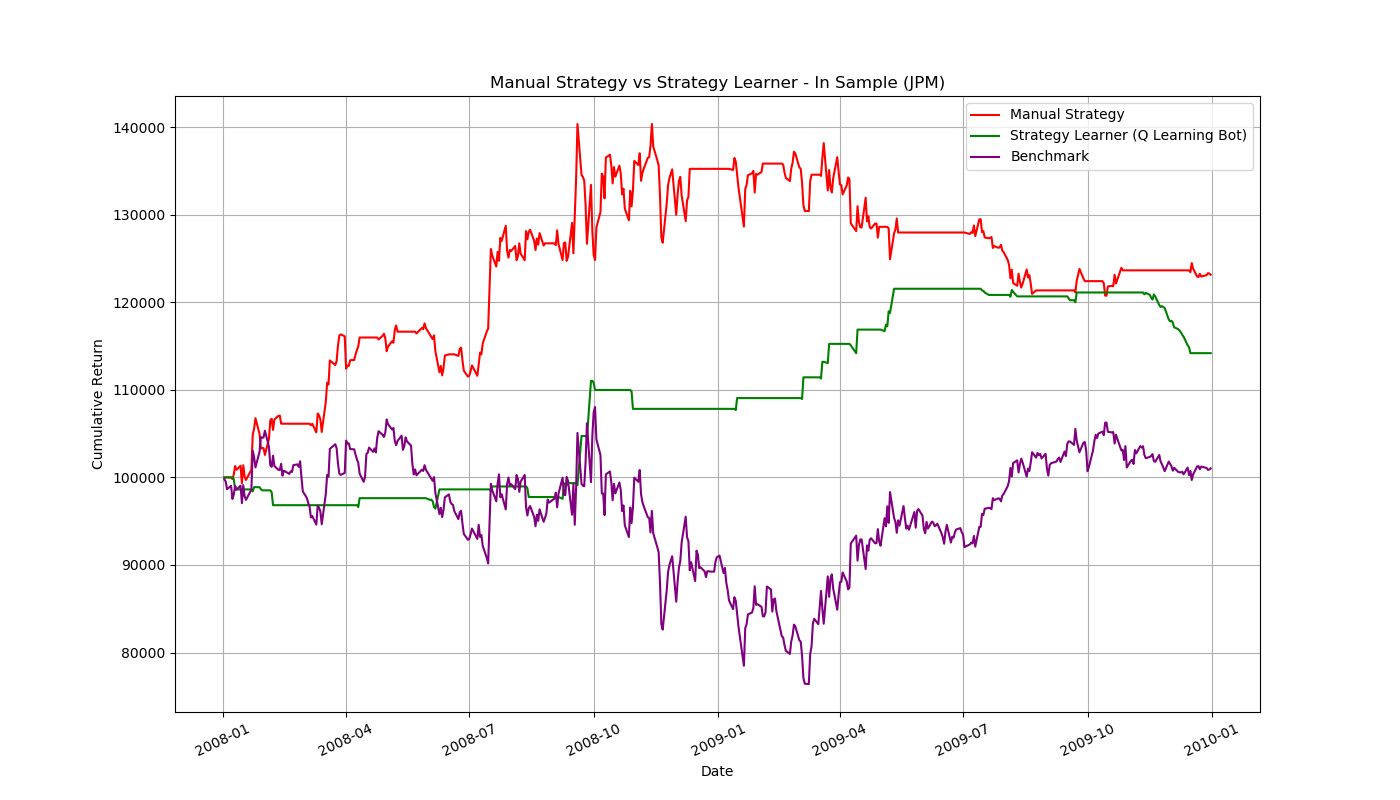 Manual Strategy vs Strategy Learner - In Sample (JPM)
Manual Strategy
Strategy Learner (Q Learning Bot)
Benchmark
Cumulative Return
140000
130000
120000
110000
100000
90000
80000
2008-01
2008-04
2008-07
2008-10
2009-01
2009-04
2009-07
2009-10
2010-01
Date